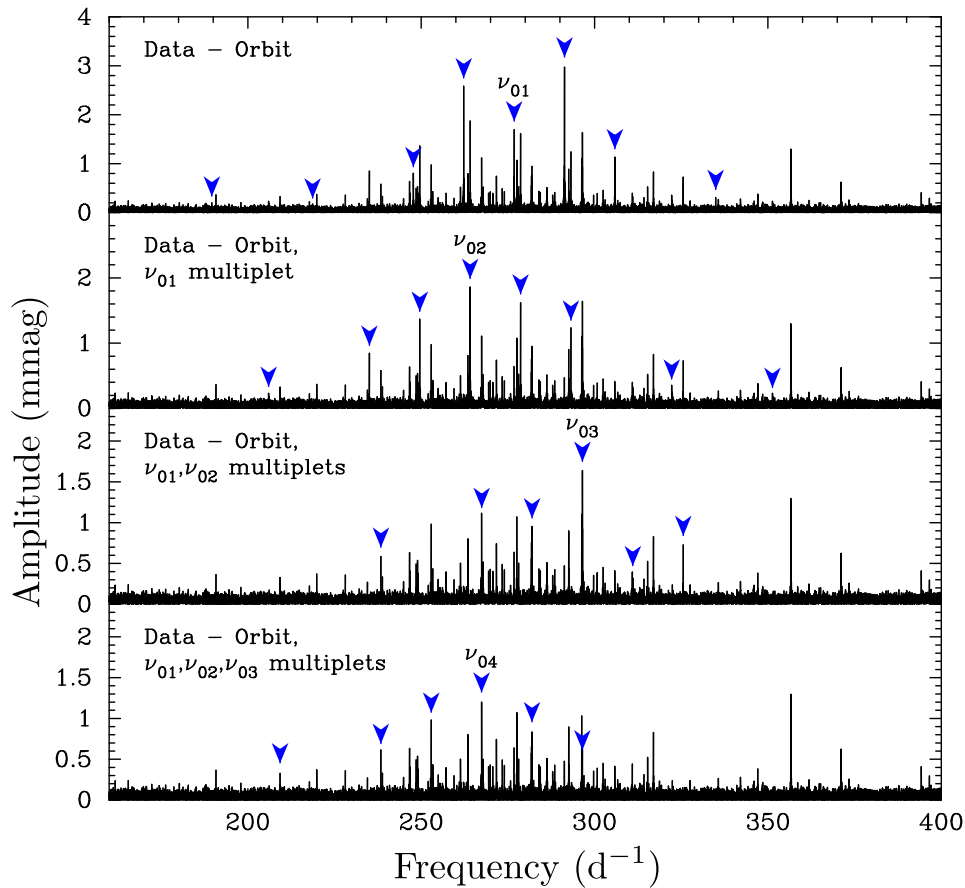 Data − Orbit
ν01
4
3
2
1
0
Data − Orbit,
ν01 multiplet
ν02
2
1
0
Data − Orbit,
ν01,ν02 multiplets
ν03
2
1.5
1
0.5
0
Data − Orbit,
ν01,ν02,ν03 multiplets
ν04
2
1.5
1
0.5
0
200 250 300 350 400
Frequency (d−1)
Amplitude (mmag)